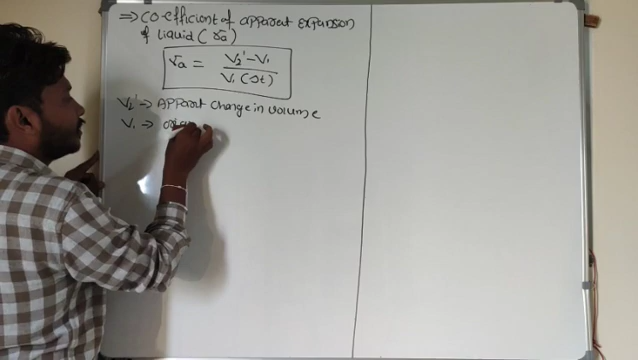 ⇒ CO-efficient of apparent expansion
of liquid (γa)
γa = V₂' - V₁ / V₁ (Δt)
V₂' → APParent change in volume
V₁ →